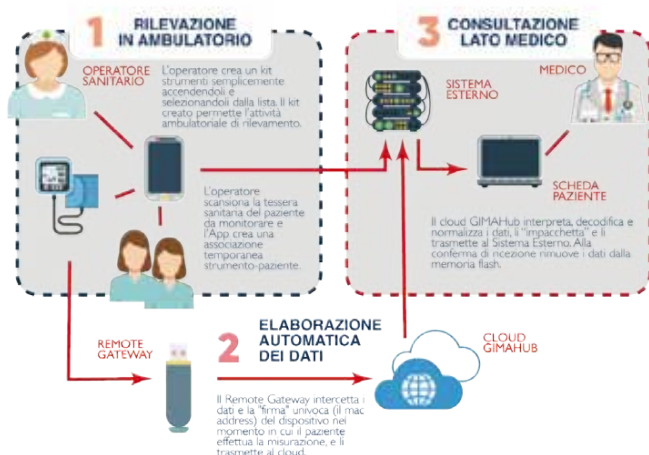 1
RILEVAZIONE
IN AMBULATORIO
OPERATORE
SANITARIO
L'operatore crea un kit
strumenti semplicemente
accendendoli e
selezionandoli dalla lista. Il kit
creato permette l'attività
ambulatoriale di rilevamento.
L'operatore
scansiona la tessera
sanitaria del paziente
da monitorare e
l'App crea una
associazione
temporanea
strumento-paziente.
REMOTE
GATEWAY
2
ELABORAZIONE
AUTOMATICA
DEI DATI
Il Remote Gateway intercetta i
dati e la "firma" univoca (il mac
address) del dispositivo nel
momento in cui il paziente
effettua la misurazione, e li
trasmette al cloud.
CLOUD
GIMAHUB
3
CONSULTAZIONE
LATO MEDICO
SISTEMA
ESTERNO
MEDICO
SCHEDA
PAZIENTE
Il cloud GIMAHub interpreta, decodifica e
normalizza i dati, li "impacchetta" e li
trasmette al Sistema Esterno. Alla
conferma di ricezione rimuove i dati dalla
memoria flash.